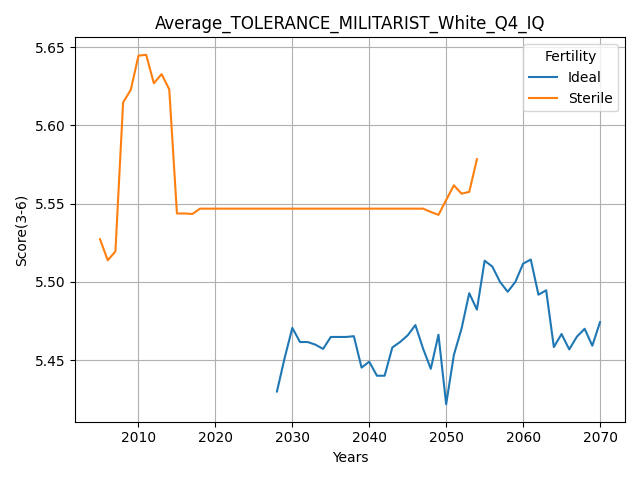 Average_TOLERANCE_MILITARIST_White_Q4_IQ
Fertility
Ideal
Sterile
Score(3-6)
5.65
5.60
5.55
5.50
5.45
2010 2020 2030 2040 2050 2060 2070
Years